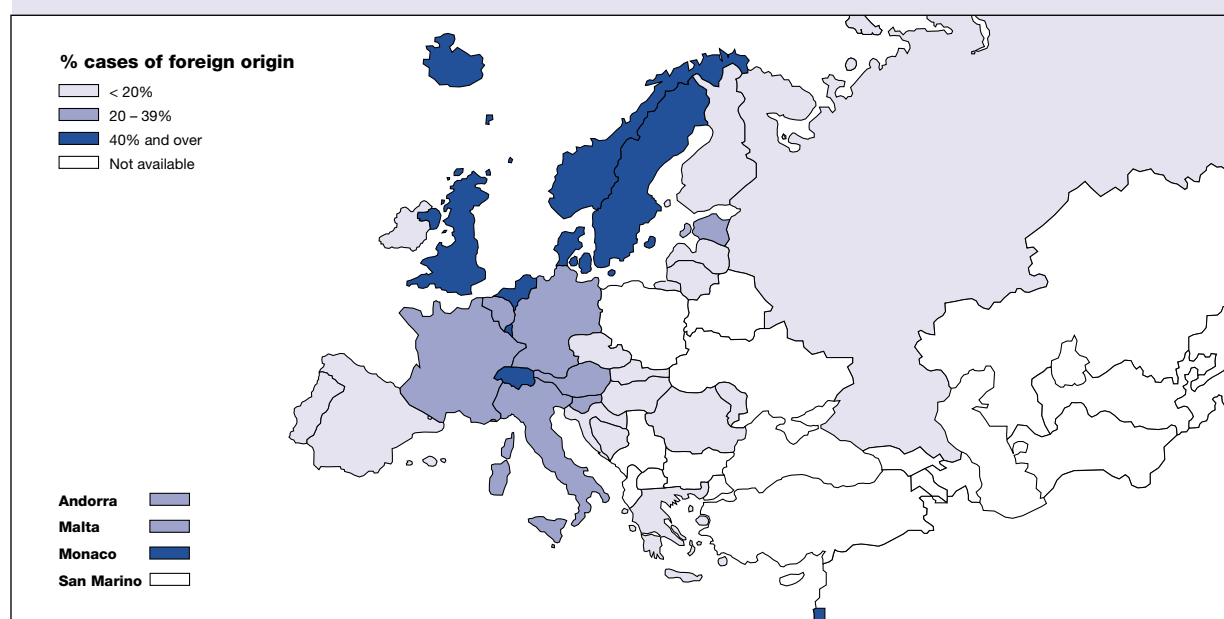 % cases of foreign origin
< 20%
20 – 39%
40% and over
Not available
Andorra
Malta
Monaco
San Marino